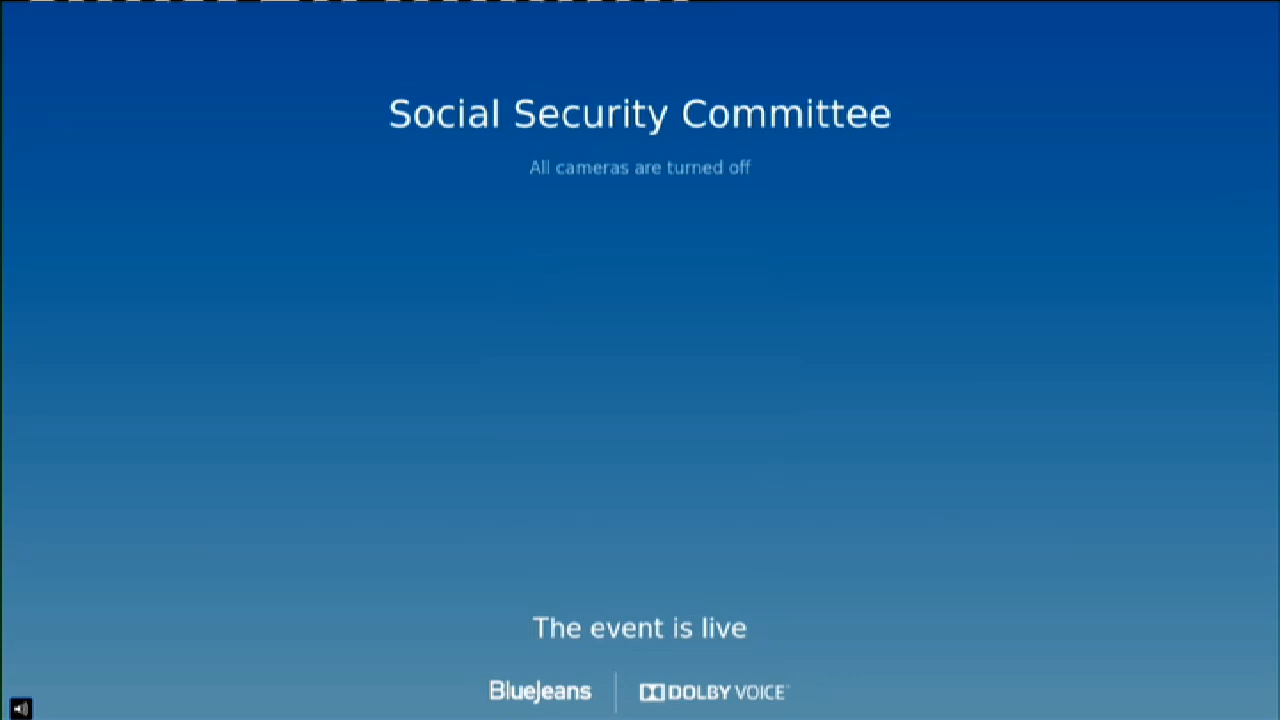 Social Security Committee
All cameras are turned off
The event is live
BlueJeans
DOLBY VOICE